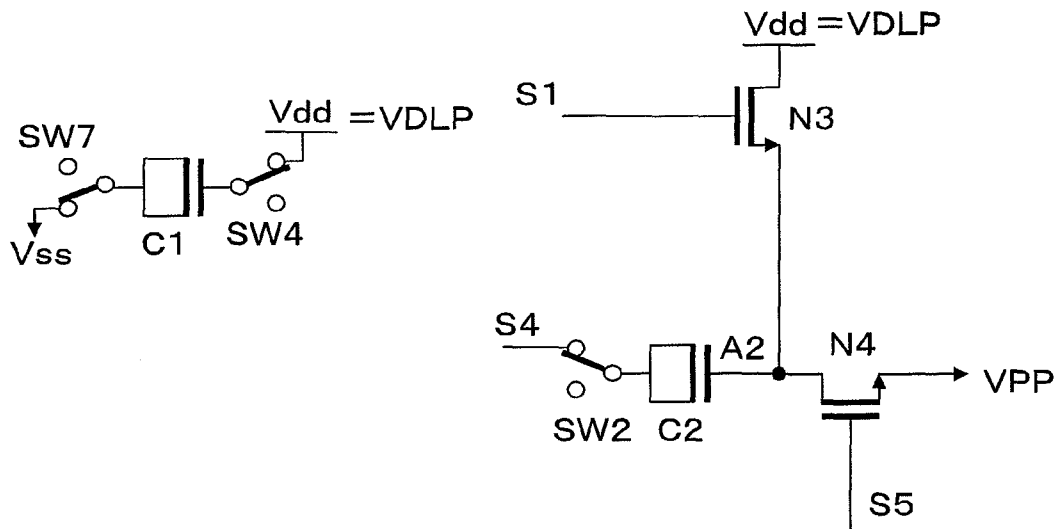 Vdd=VDLP
S1
N3
Vdd=VDLP
SW7
Vss
C1
SW4
S4
A2
N4
VPP
SW2
C2
S5